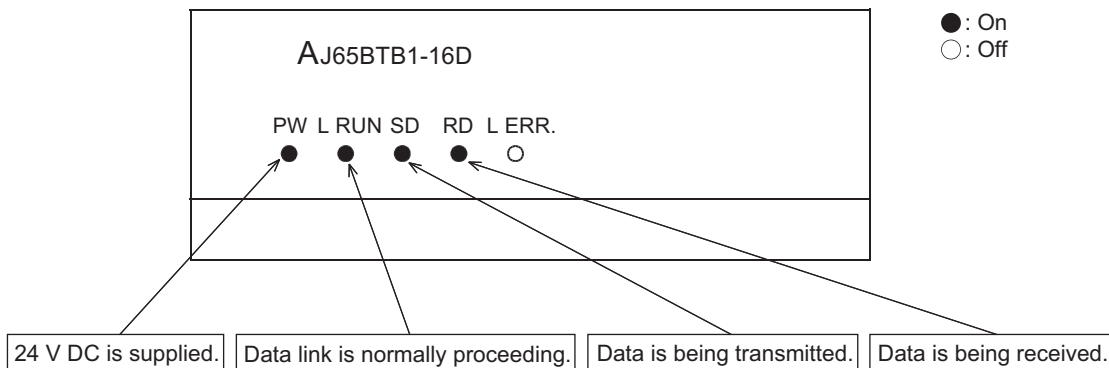 AJ65BTB1-16D
●: On
○: Off
PW L RUN SD RD L ERR.
24 V DC is supplied.
Data link is normally proceeding.
Data is being transmitted.
Data is being received.